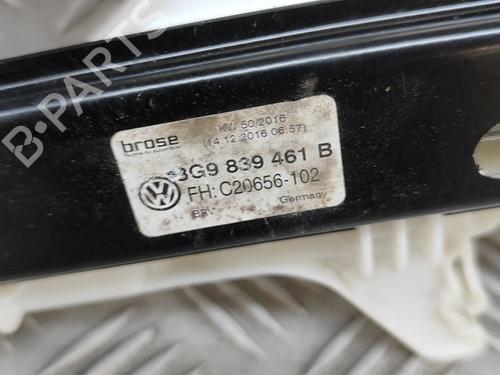 B-PARTS
brose
KW 50/2016
(14.12.2016 06:57)
3G9 839 461 B
FH: C20656-102
Germany